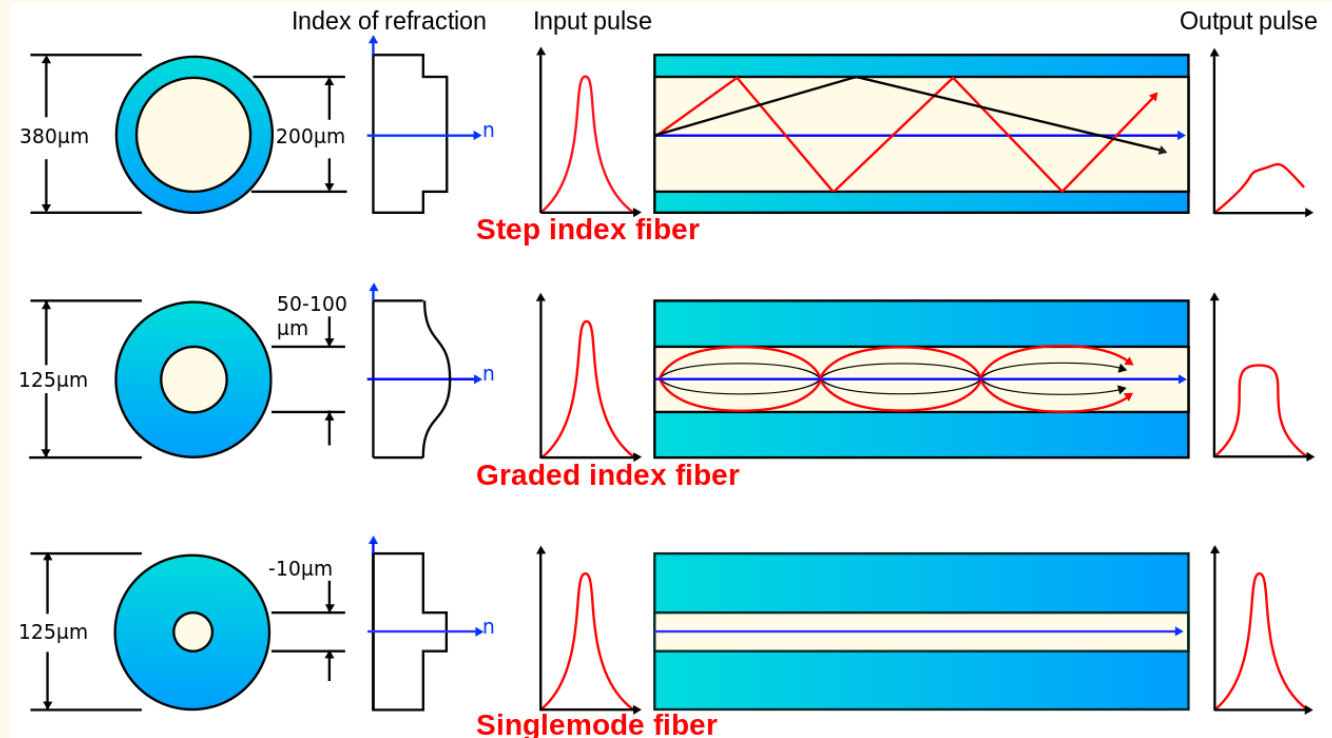 Index of refraction
Input pulse
Output pulse
380µm
200µm
n
Step index fiber
50-100
µm
125µm
n
Graded index fiber
-10µm
125µm
n
Singlemode fiber